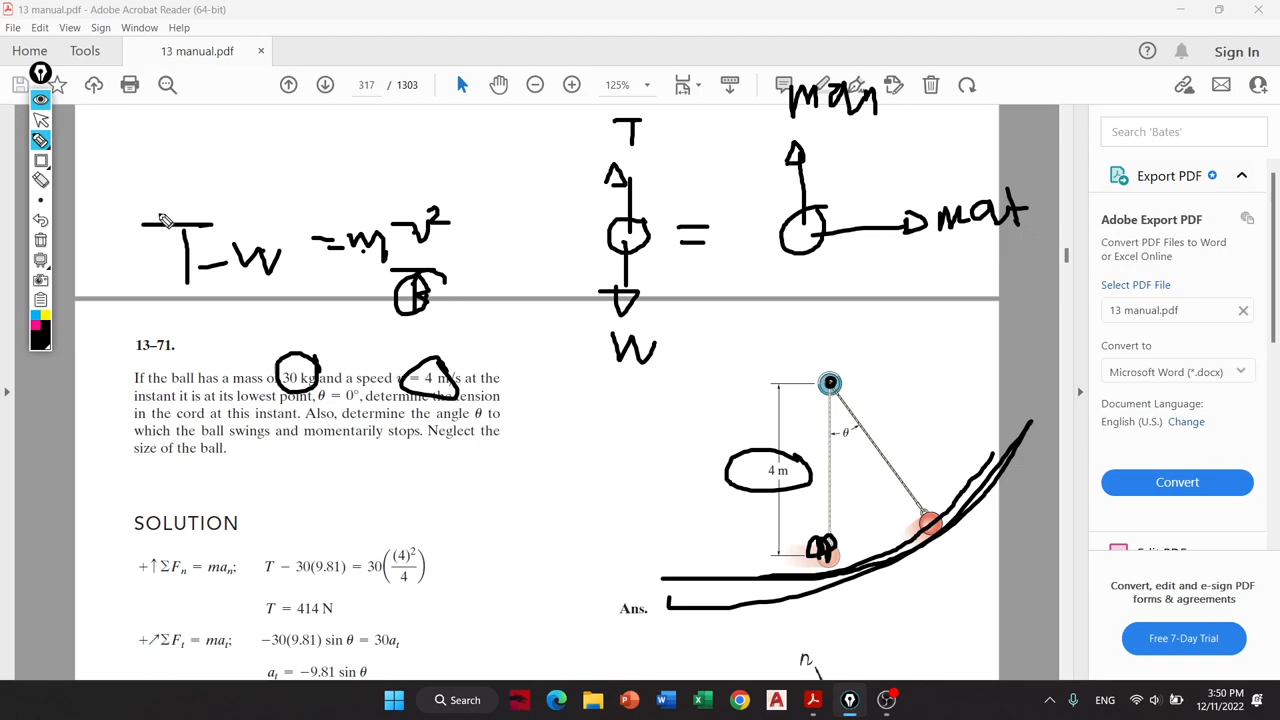 13 manual.pdf - Adobe Acrobat Reader (64-bit)
File Edit View Sign Window Help
Home Tools 13 manual.pdf × Sign In
317 / 1303 125%
man
T
T - W = m v²
=
mat
W
Search 'Bates'
Export PDF
Adobe Export PDF
Convert PDF Files to Word
or Excel Online
Select PDF File
13 manual.pdf
Convert to
Microsoft Word (*.docx)
Document Language:
English (U.S.) Change
Convert
Convert, edit and e-sign PDF
forms & agreements
Free 7-Day Trial
13–71.
If the ball has a mass of 30 kg and a speed v = 4 m/s at the
instant it is at its lowest point, θ = 0°, determine the tension
in the cord at this instant. Also, determine the angle θ to
which the ball swings and momentarily stops. Neglect the
size of the ball.
θ
4 m
SOLUTION
+↑ΣFn = man; T − 30(9.81) = 30((4)²/4)
T = 414 N Ans.
+↗ΣFt = mat; −30(9.81) sin θ = 30at
at = −9.81 sin θ
n
Search
ENG 3:50 PM
12/11/2022